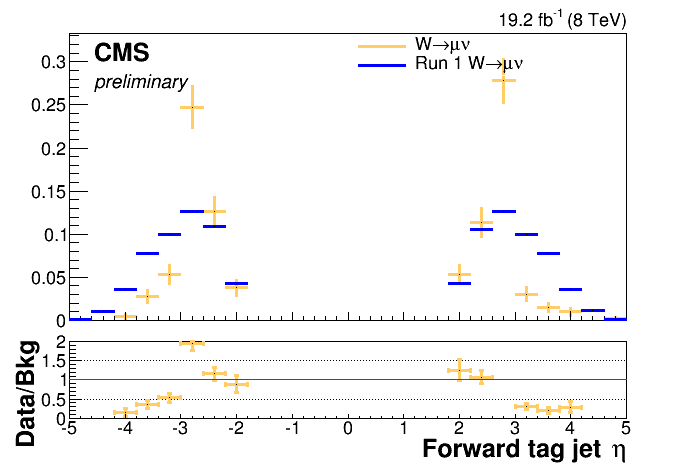 19.2 fb⁻¹ (8 TeV)
CMS
preliminary
W→μν
Run 1 W→μν
0.3
0.25
0.2
0.15
0.1
0.05
0
Data/Bkg
2
1.5
1
0.5
0
-5 -4 -3 -2 -1 0 1 2 3 4 5
Forward tag jet η